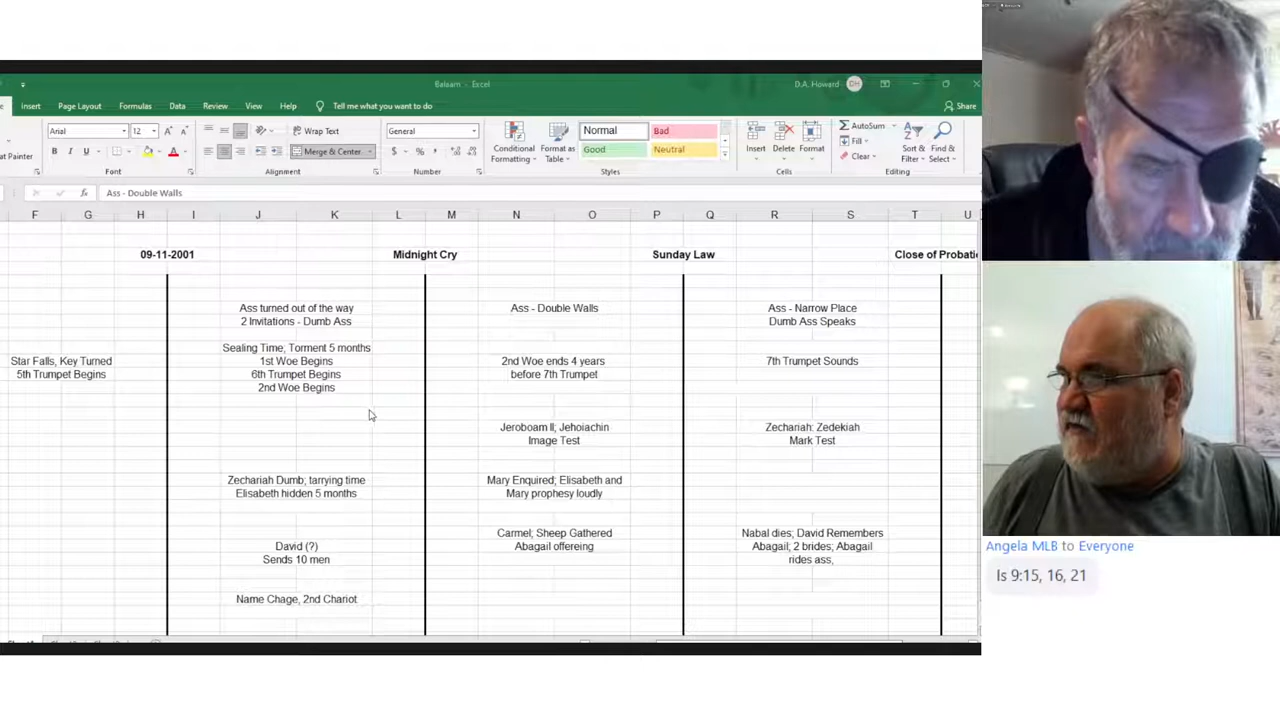 Balaam - Excel
D.A. Howard
DH
Insert
Page Layout
Formulas
Data
Review
View
Help
Tell me what you want to do
Share
at Painter
Arial
12
B I U
Font
Wrap Text
Merge & Center
Alignment
General
$ %
Number
Conditional
Formatting
Format as
Table
Normal
Bad
Good
Neutral
Styles
Insert
Delete
Format
Cells
AutoSum
Fill
Clear
Sort &
Filter
Find &
Select
Editing
fx
Ass - Double Walls
F G H I J K L M N O P Q R S T U
09-11-2001
Midnight Cry
Sunday Law
Close of Probati
Ass turned out of the way
2 Invitations - Dumb Ass
Ass - Double Walls
Ass - Narrow Place
Dumb Ass Speaks
Star Falls, Key Turned
5th Trumpet Begins
Sealing Time; Torment 5 months
1st Woe Begins
6th Trumpet Begins
2nd Woe Begins
2nd Woe ends 4 years
before 7th Trumpet
7th Trumpet Sounds
Jeroboam II; Jehoiachin
Image Test
Zechariah; Zedekiah
Mark Test
Zechariah Dumb; tarrying time
Elisabeth hidden 5 months
Mary Enquired; Elisabeth and
Mary prophesy loudly
David (?)
Sends 10 men
Carmel; Sheep Gathered
Abagail offereing
Nabal dies; David Remembers
Abagail; 2 brides; Abagail
rides ass,
Name Chage, 2nd Chariot
Angela MLB to Everyone
Is 9:15, 16, 21